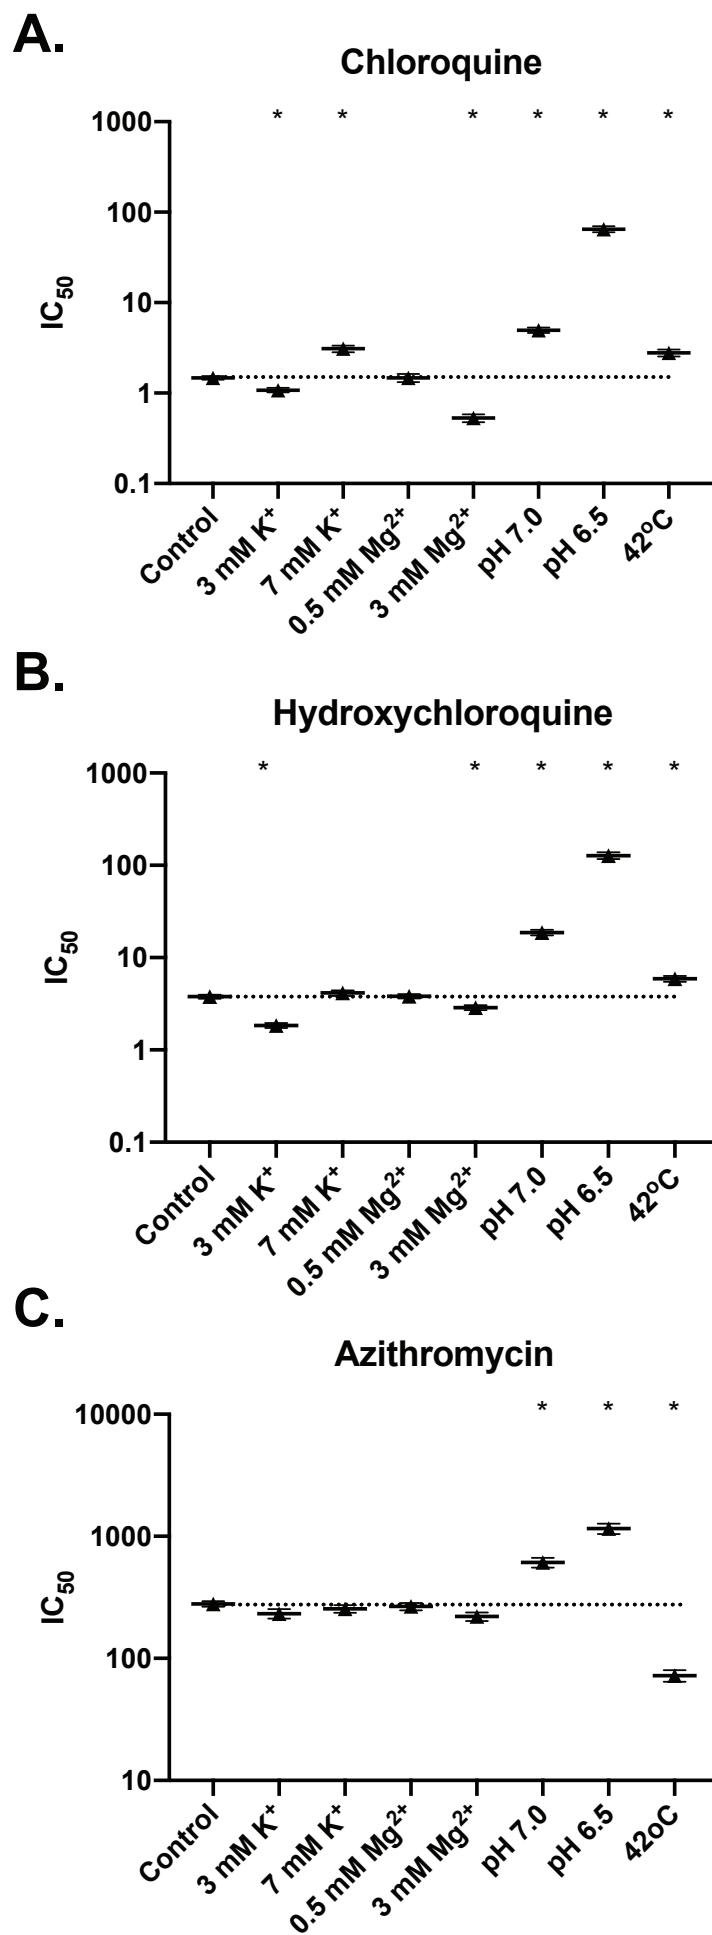 A.
Chloroquine
* * * * * *
1000
100
10
1
0.1
IC50
Control
3 mM K+
7 mM K+
0.5 mM Mg2+
3 mM Mg2+
pH 7.0
pH 6.5
42oC
B.
Hydroxychloroquine
* * * * *
1000
100
10
1
0.1
IC50
Control
3 mM K+
7 mM K+
0.5 mM Mg2+
3 mM Mg2+
pH 7.0
pH 6.5
42oC
C.
Azithromycin
* * *
10000
1000
100
10
IC50
Control
3 mM K+
7 mM K+
0.5 mM Mg2+
3 mM Mg2+
pH 7.0
pH 6.5
42oC